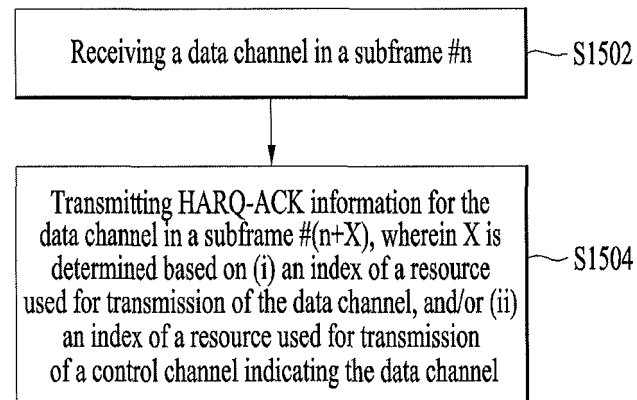 Receiving a data channel in a subframe #n
S1502
Transmitting HARQ-ACK information for the
data channel in a subframe #(n+X), wherein X is
determined based on (i) an index of a resource
used for transmission of the data channel, and/or (ii)
an index of a resource used for transmission
of a control channel indicating the data channel
S1504